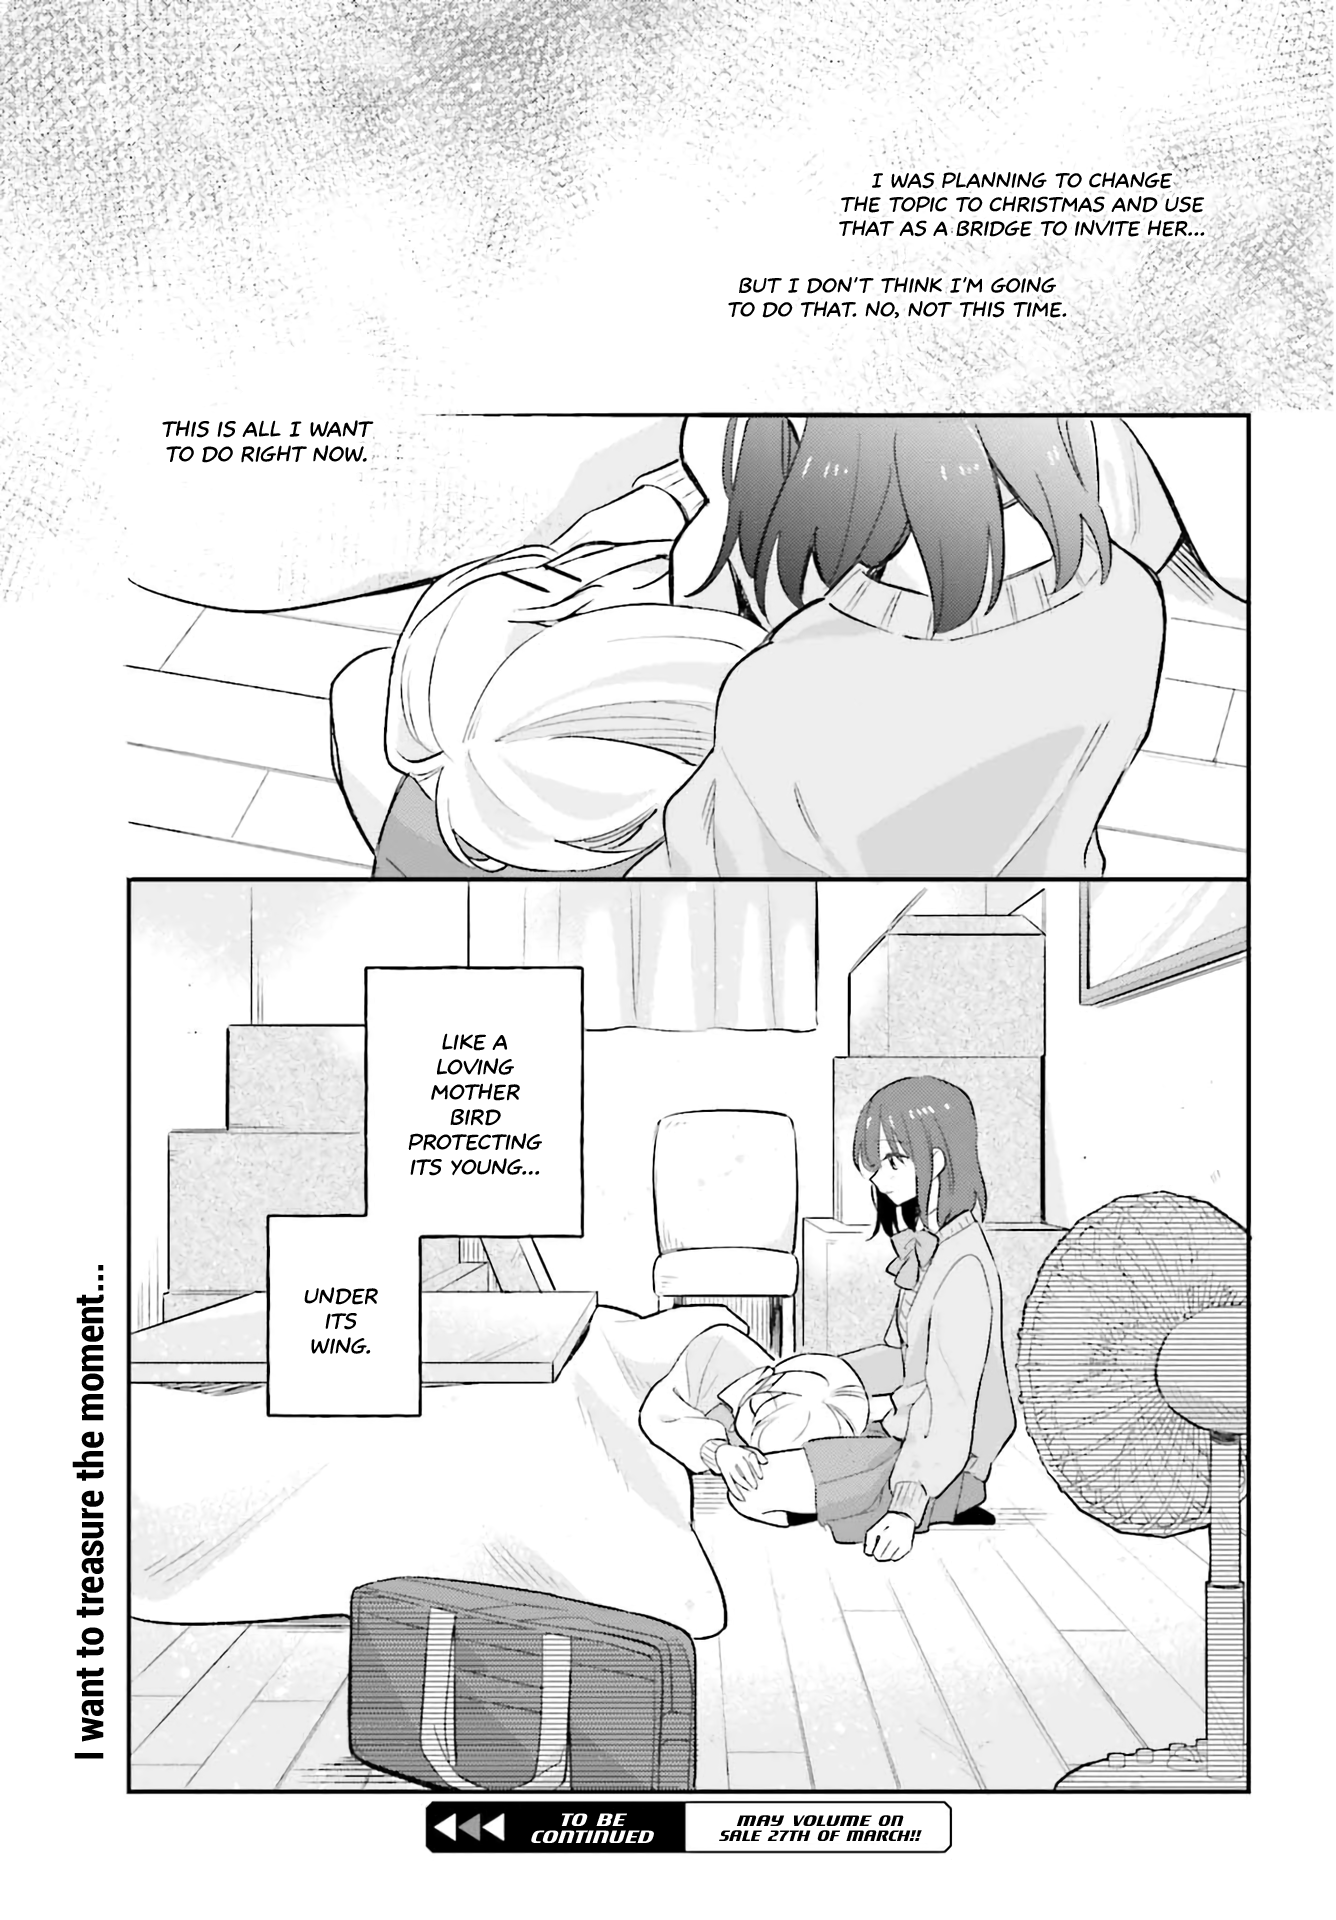 I WAS PLANNING TO CHANGE
THE TOPIC TO CHRISTMAS AND USE
THAT AS A BRIDGE TO INVITE HER...
BUT I DON'T THINK I'M GOING
TO DO THAT. NO, NOT THIS TIME.
THIS IS ALL I WANT
TO DO RIGHT NOW.
LIKE A
LOVING
MOTHER
BIRD
PROTECTING
ITS YOUNG...
UNDER
ITS
WING.
I want to treasure the moment...
TO BE
CONTINUED
MAY VOLUME ON
SALE 27TH OF MARCH!!